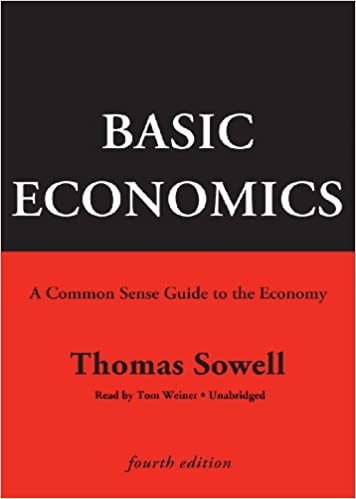 BASIC
ECONOMICS
A Common Sense Guide to the Economy
Thomas Sowell
Read by Tom Weiner • Unabridged
fourth edition